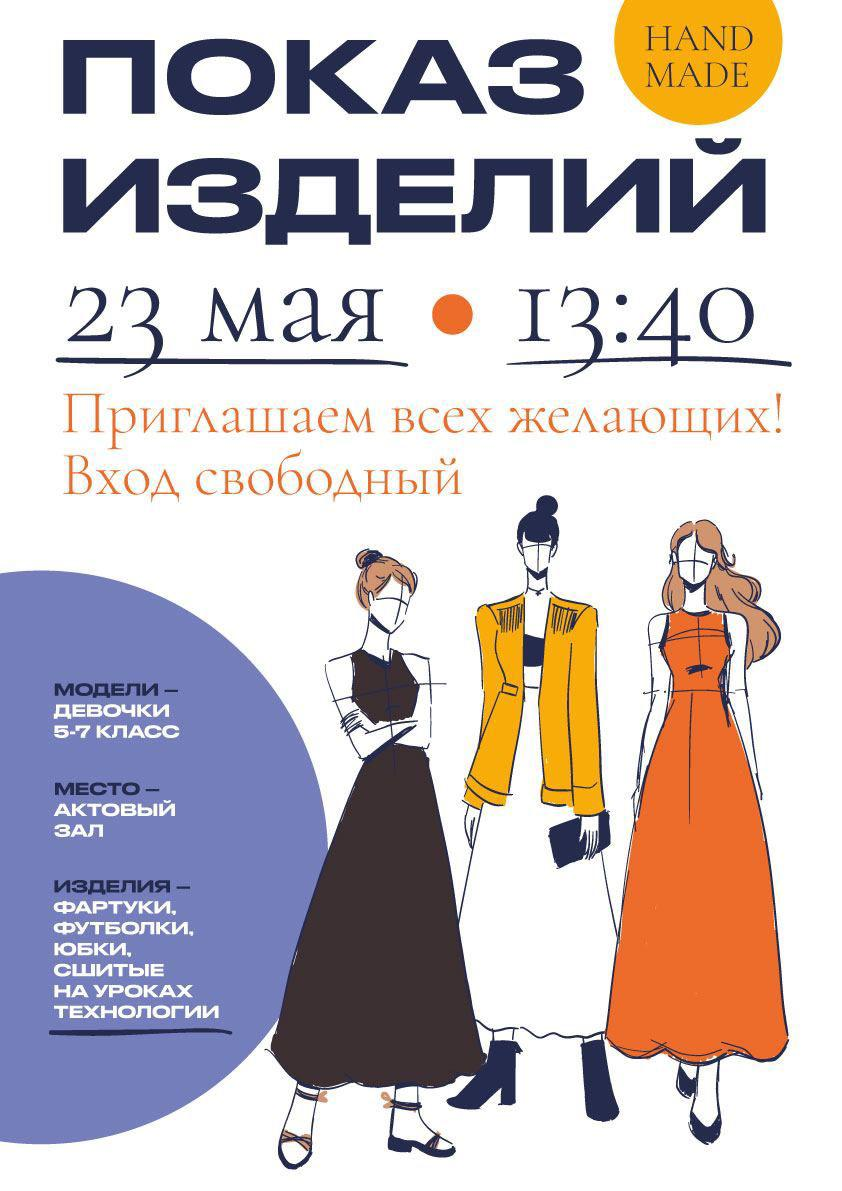 ПОКАЗ
ИЗДЕЛИЙ
HAND
MADE
23 мая • 13:40
Приглашаем всех желающих!
Вход свободный
МОДЕЛИ –
ДЕВОЧКИ
5-7 КЛАСС
МЕСТО –
АКТОВЫЙ
ЗАЛ
ИЗДЕЛИЯ –
ФАРТУКИ,
ФУТБОЛКИ,
ЮБКИ,
СШИТЫЕ
НА УРОКАХ
ТЕХНОЛОГИИ